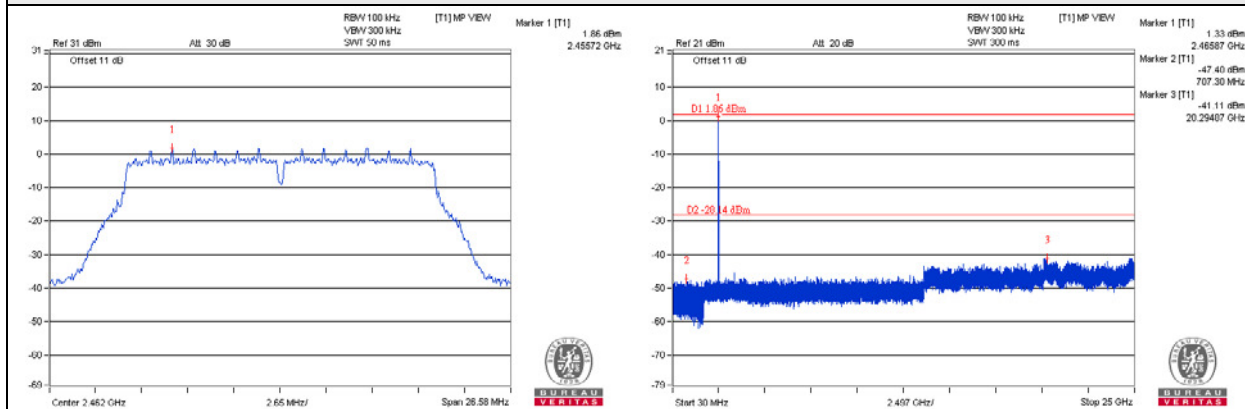 RBW 100 kHz
[T1] MP VIEW
VBW 300 kHz
Ref 31 dBm
Att 30 dB
SWT 50 ms
Marker 1 [T1]
1.86 dBm
2.45572 GHz
31
Offset 11 dB
20
10
1
0
-10
-20
-30
-40
-50
-60
-69
Center 2.462 GHz
2.65 MHz/
Span 26.58 MHz
BUREAU VERITAS
1828
BUREAU
VERITAS
RBW 100 kHz
[T1] MP VIEW
VBW 300 kHz
Ref 21 dBm
Att 20 dB
SWT 300 ms
Marker 1 [T1]
1.33 dBm
2.46587 GHz
Marker 2 [T1]
-47.40 dBm
707.30 MHz
Marker 3 [T1]
-41.11 dBm
20.29487 GHz
21
Offset 11 dB
10
1
D1 1.86 dBm
0
-10
-20
D2 -28.14 dBm
-30
-40
2
3
-50
-60
-70
-79
Start 30 MHz
2.497 GHz/
Stop 25 GHz
BUREAU VERITAS
1828
BUREAU
VERITAS